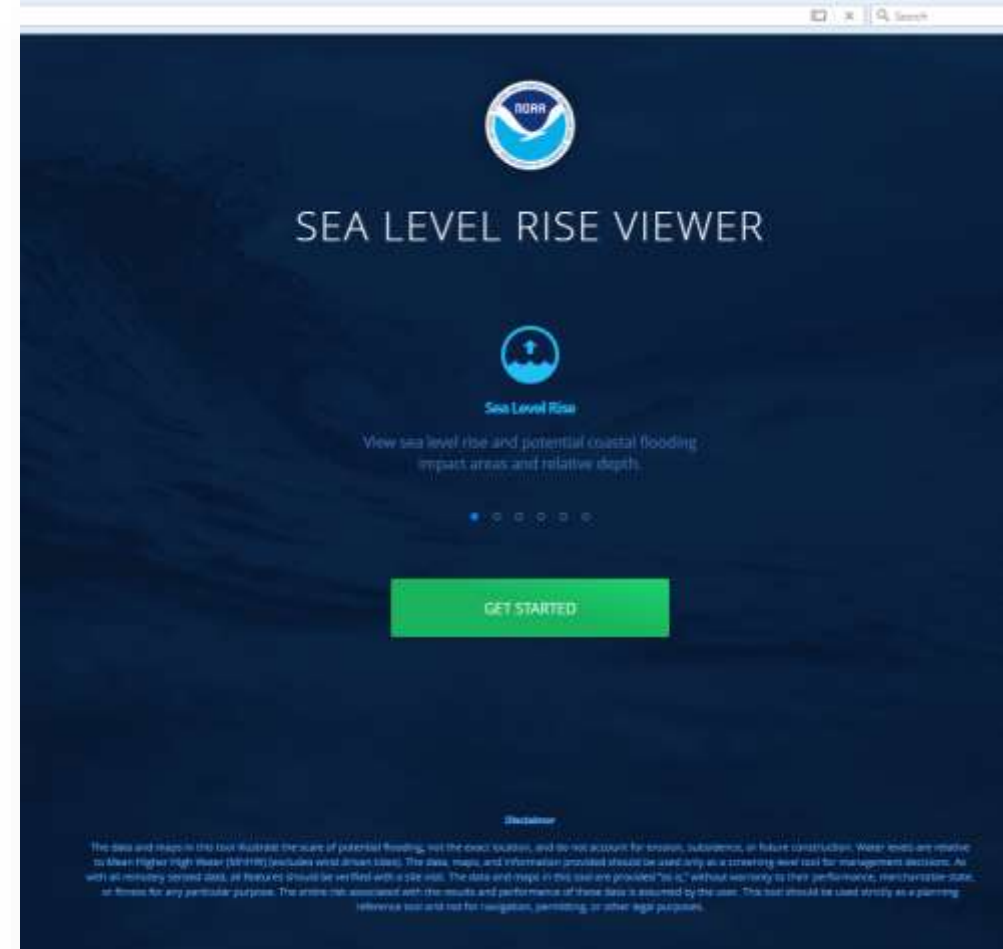 Search
NOAA
SEA LEVEL RISE VIEWER
Sea Level Rise
View sea level rise and potential coastal flooding
impact areas and relative depth.
GET STARTED
Disclaimer
The data and maps in this tool illustrate the scale of potential flooding, not the exact location, and do not account for erosion, subsidence, or future construction. Water levels are relative
to Mean Higher High Water (MHHW) (excludes wind driven tides). The data, maps, and information provided should be used only as a screening-level tool for management decisions. As
with all remotely sensed data, all features should be verified with a site visit. The data and maps in this tool are provided "as is," without warranty to their performance, merchantable state,
or fitness for any particular purpose. The entire risk associated with the results and performance of these data is assumed by the user. This tool should be used strictly as a planning
reference tool and not for navigation, permitting, or other legal purposes.